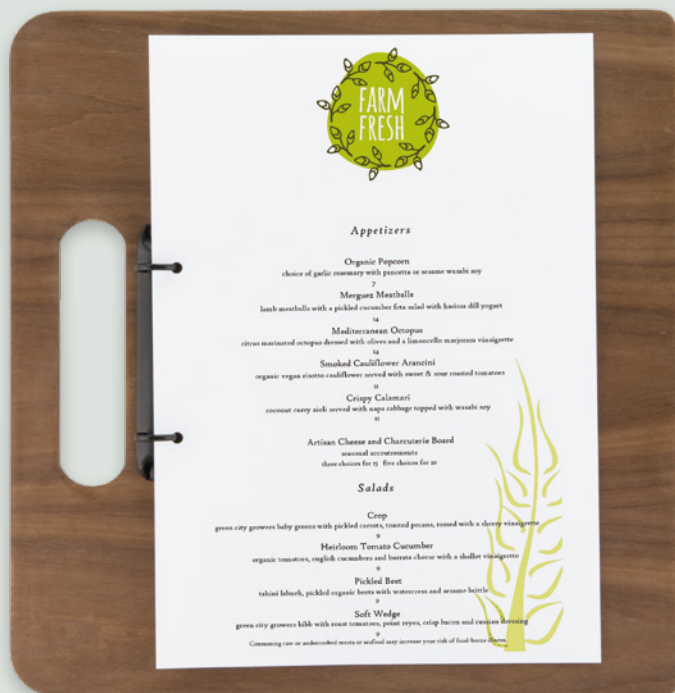 FARM
FRESH
Appetizers
Organic Popcorn
choice of garlic rosemary with pancetta or sesame wasabi soy
7
Merguez Meatballs
lamb meatballs with a pickled cucumber feta salad with harissa dill yogurt
14
Mediterranean Octopus
citrus marinated octopus dressed with olives and a limoncello marjoram vinaigrette
14
Smoked Cauliflower Arancini
organic vegan risotto cauliflower served with sweet & sour roasted tomatoes
11
Crispy Calamari
coconut curry aioli served with napa cabbage topped with wasabi soy
11
Artisan Cheese and Charcuterie Board
seasonal accoutrements
three choices for 15 five choices for 20
Salads
Crop
green city growers baby greens with pickled carrots, toasted pecans, tossed with a sherry vinaigrette
9
Heirloom Tomato Cucumber
organic tomatoes, english cucumbers and burrata cheese with a shallot vinaigrette
9
Pickled Beet
tahini labneh, pickled organic beets with watercress and sesame brittle
9
Soft Wedge
green city growers bibb with roast tomatoes, point reyes, crisp bacon and russian dressing
9
Consuming raw or undercooked meats or seafood may increase your risk of food-borne illness.